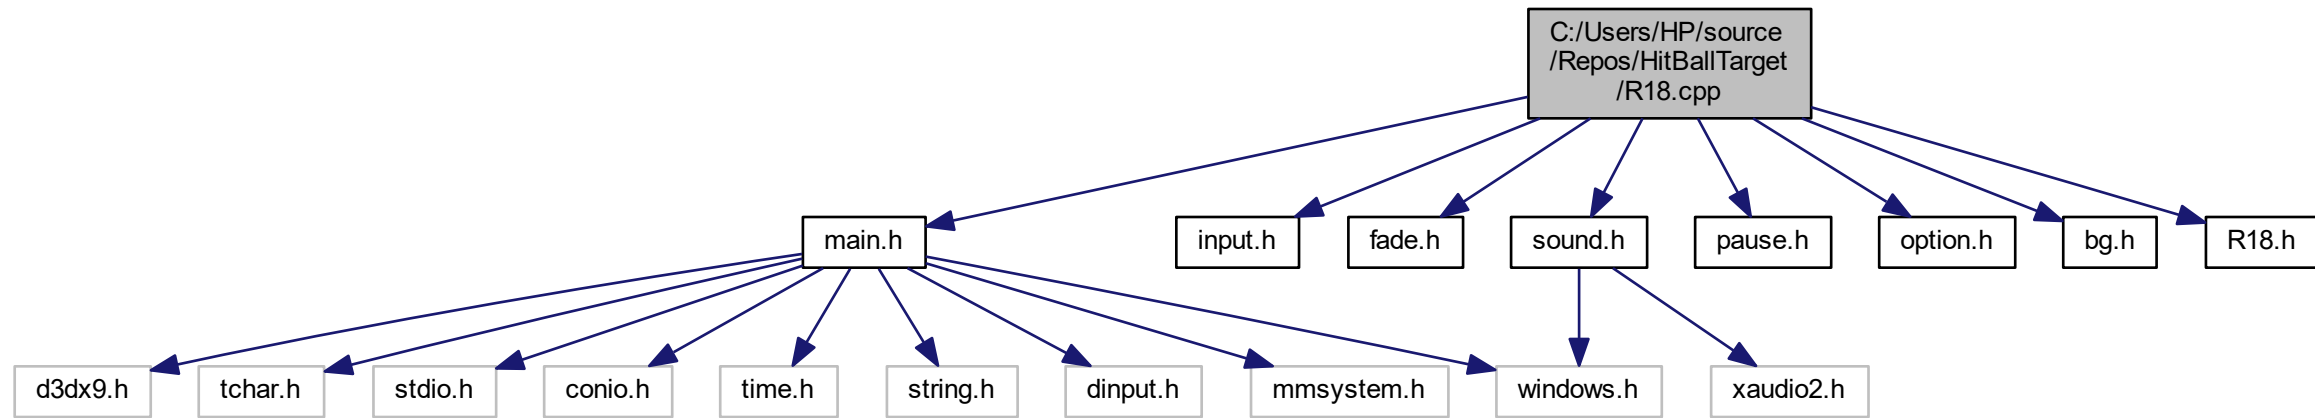 C:/Users/HP/source
/Repos/HitBallTarget
/R18.cpp
main.h
input.h
fade.h
sound.h
pause.h
option.h
bg.h
R18.h
d3dx9.h
tchar.h
stdio.h
conio.h
time.h
string.h
dinput.h
mmsystem.h
windows.h
xaudio2.h